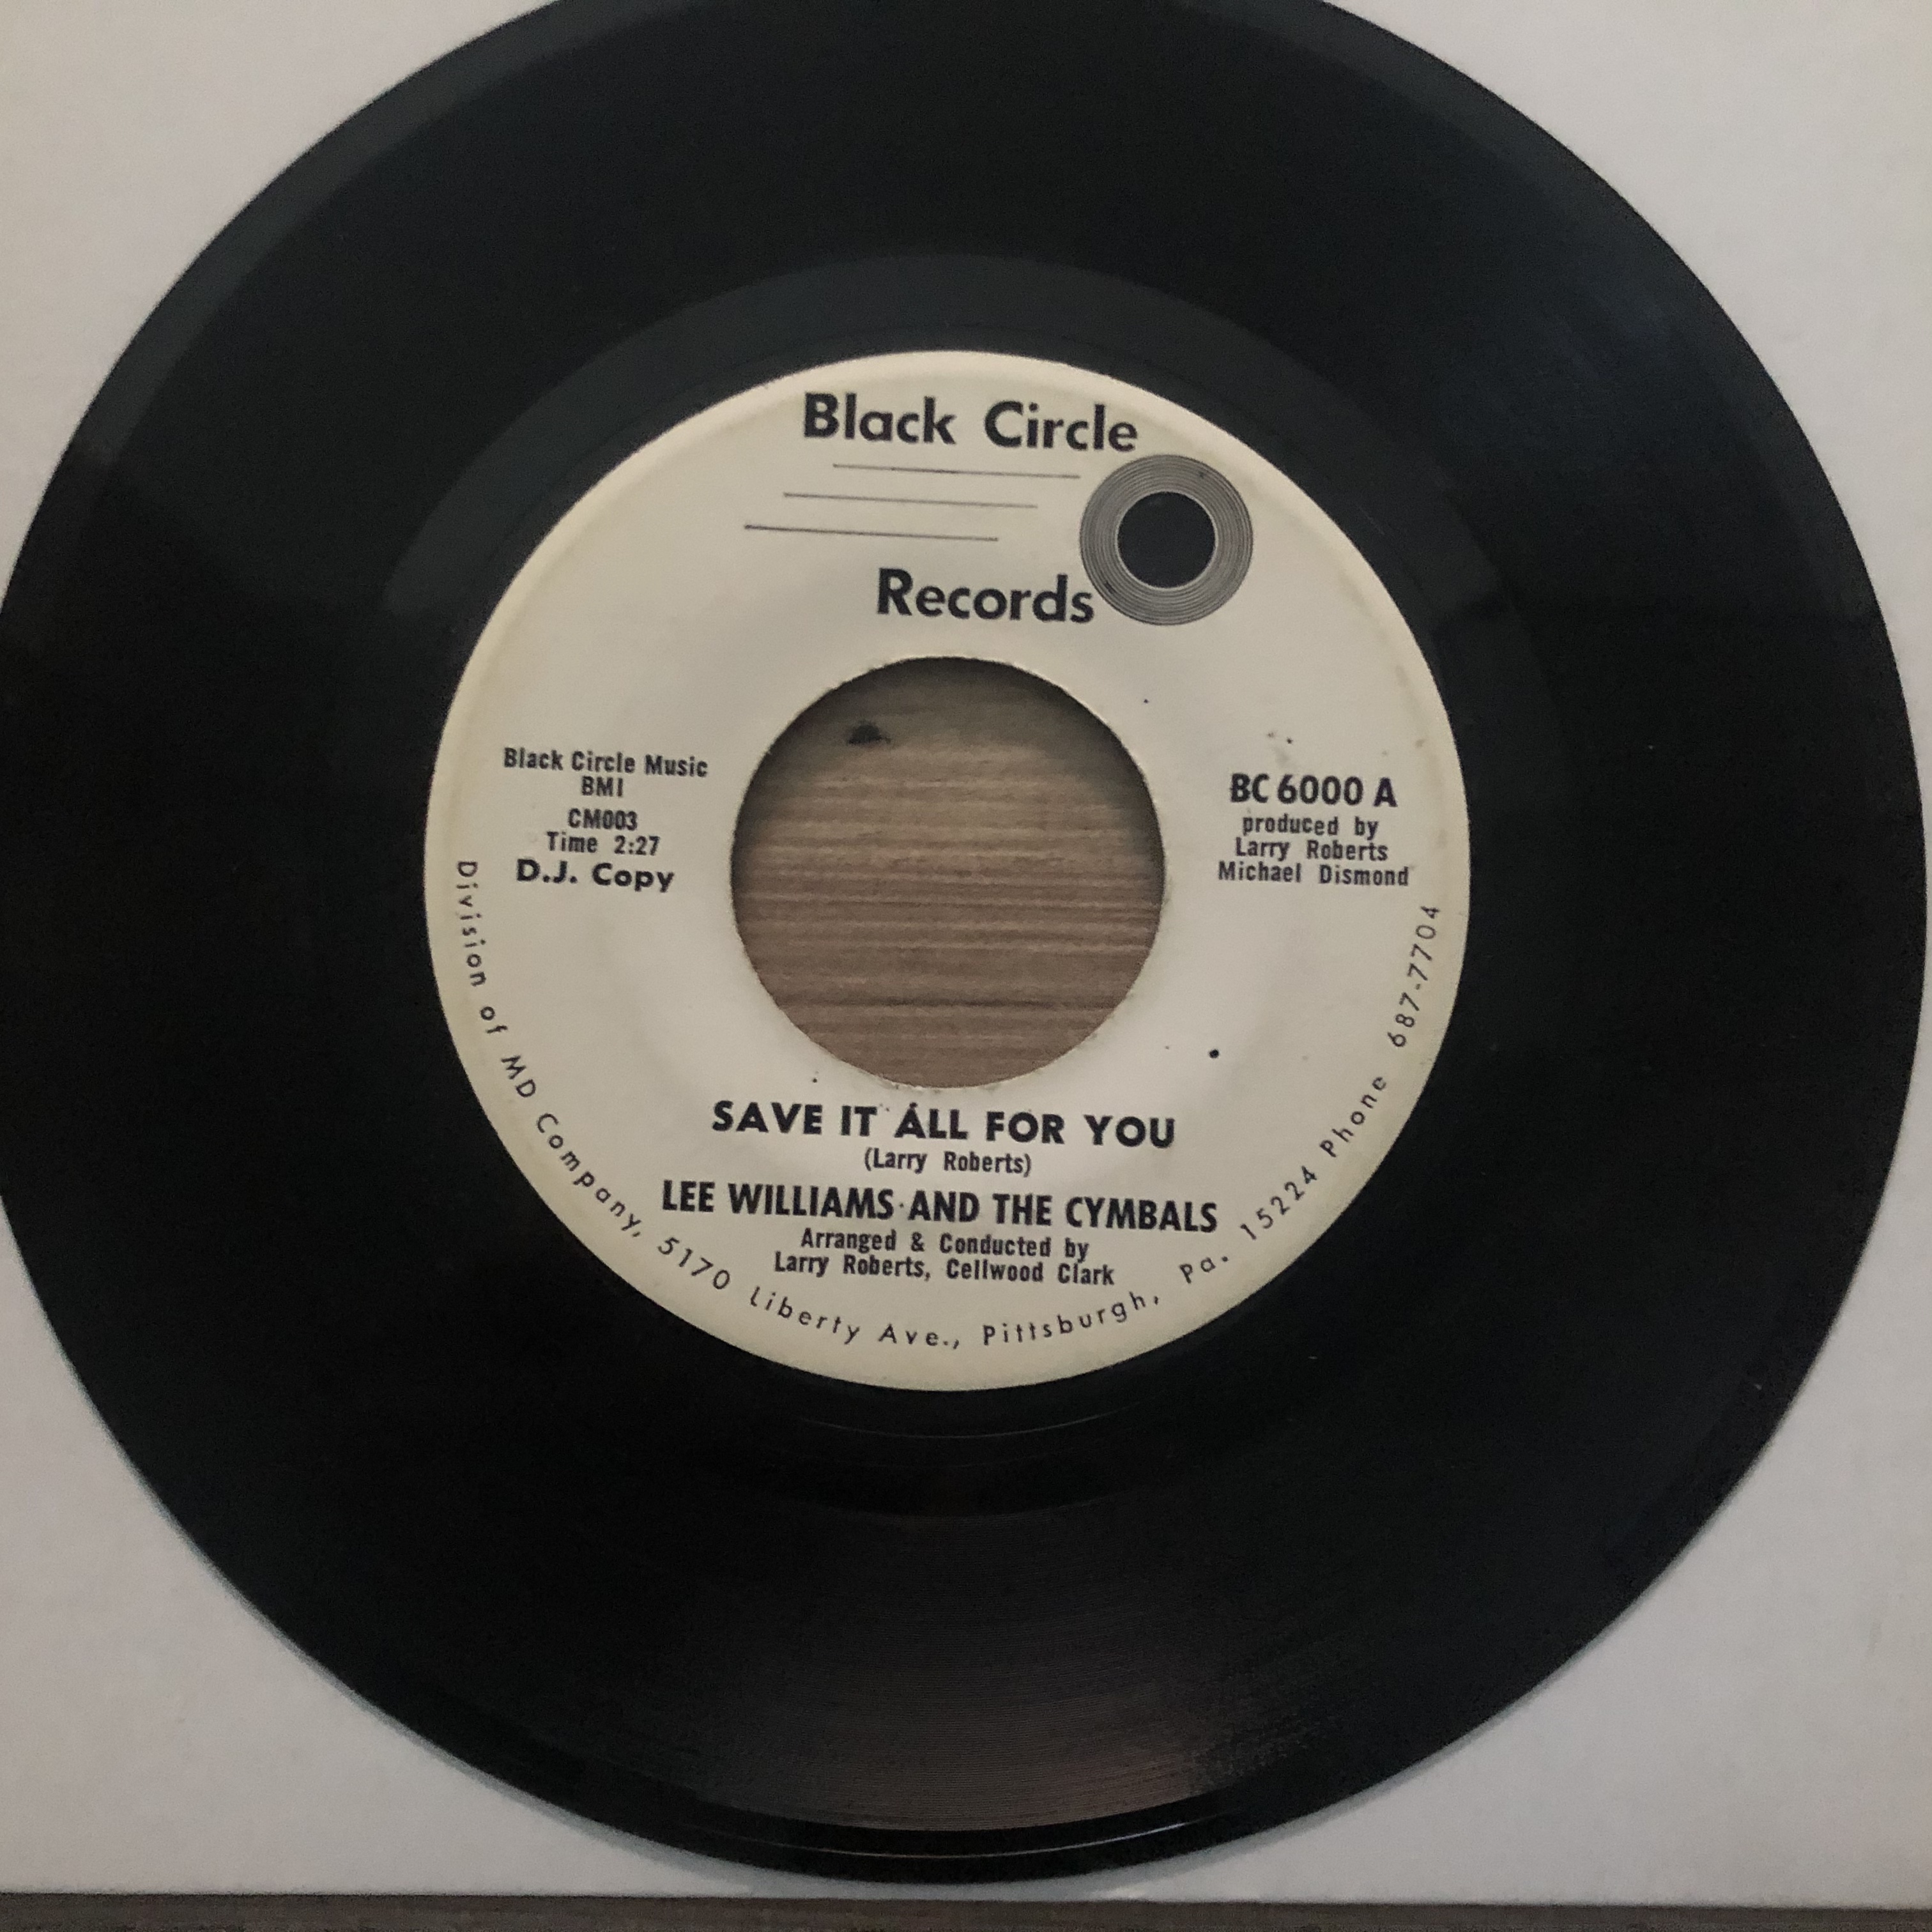 Black Circle
Records
Black Circle Music
BMI
CM003
Time 2:27
D.J. Copy
BC 6000 A
produced by
Larry Roberts
Michael Dismond
SAVE IT ALL FOR YOU
(Larry Roberts)
LEE WILLIAMS AND THE CYMBALS
Arranged & Conducted by
Larry Roberts, Cellwood Clark
Division of MD Company, 5170 Liberty Ave., Pittsburgh, Pa. 15224 Phone 687-7704